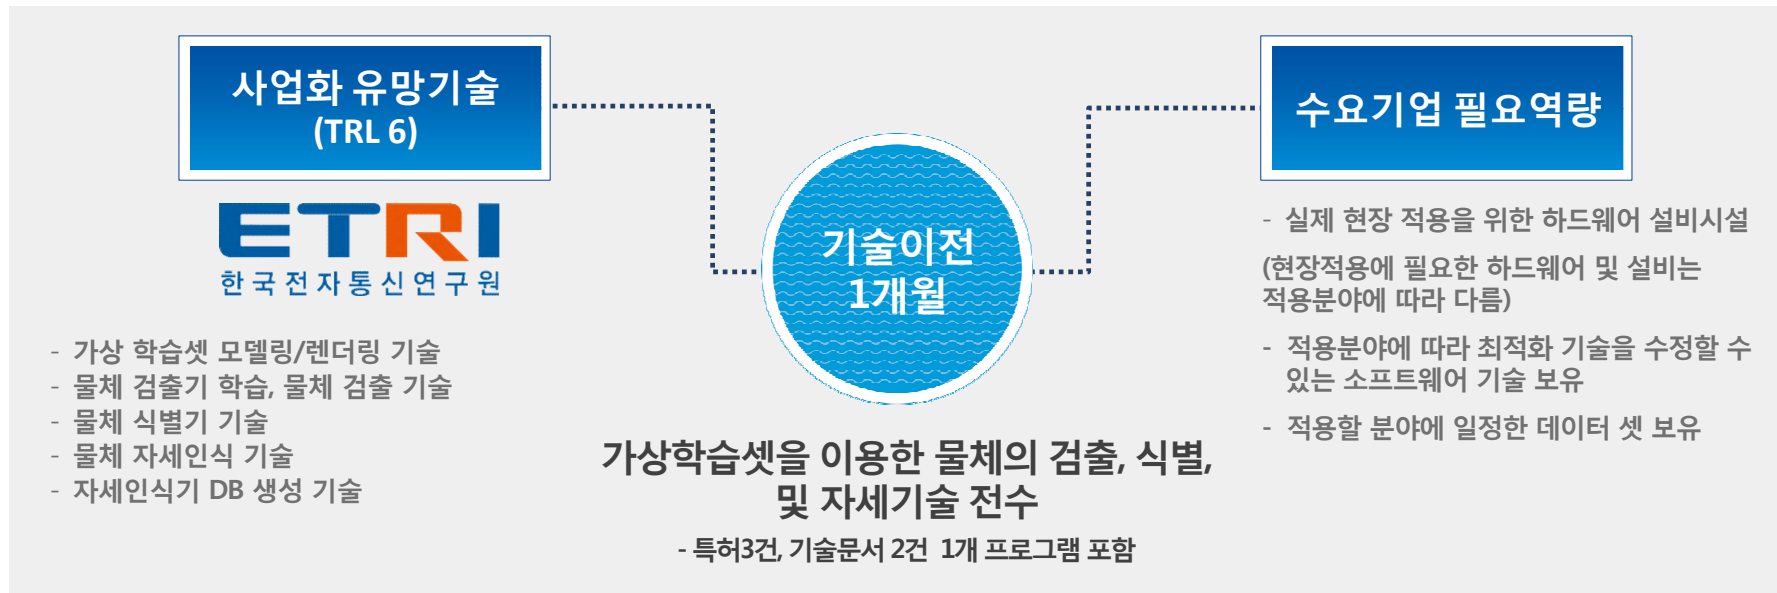 사업화 유망기술
(TRL 6)
ETRI
한국전자통신연구원
- 가상 학습셋 모델링/렌더링 기술
- 물체 검출기 학습, 물체 검출 기술
- 물체 식별기 기술
- 물체 자세인식 기술
- 자세인식기 DB 생성 기술
기술이전
1개월
가상학습셋을 이용한 물체의 검출, 식별,
및 자세기술 전수
- 특허3건, 기술문서 2건 1개 프로그램 포함
수요기업 필요역량
- 실제 현장 적용을 위한 하드웨어 설비시설
(현장적용에 필요한 하드웨어 및 설비는
적용분야에 따라 다름)
- 적용분야에 따라 최적화 기술을 수정할 수
있는 소프트웨어 기술 보유
- 적용할 분야에 일정한 데이터 셋 보유